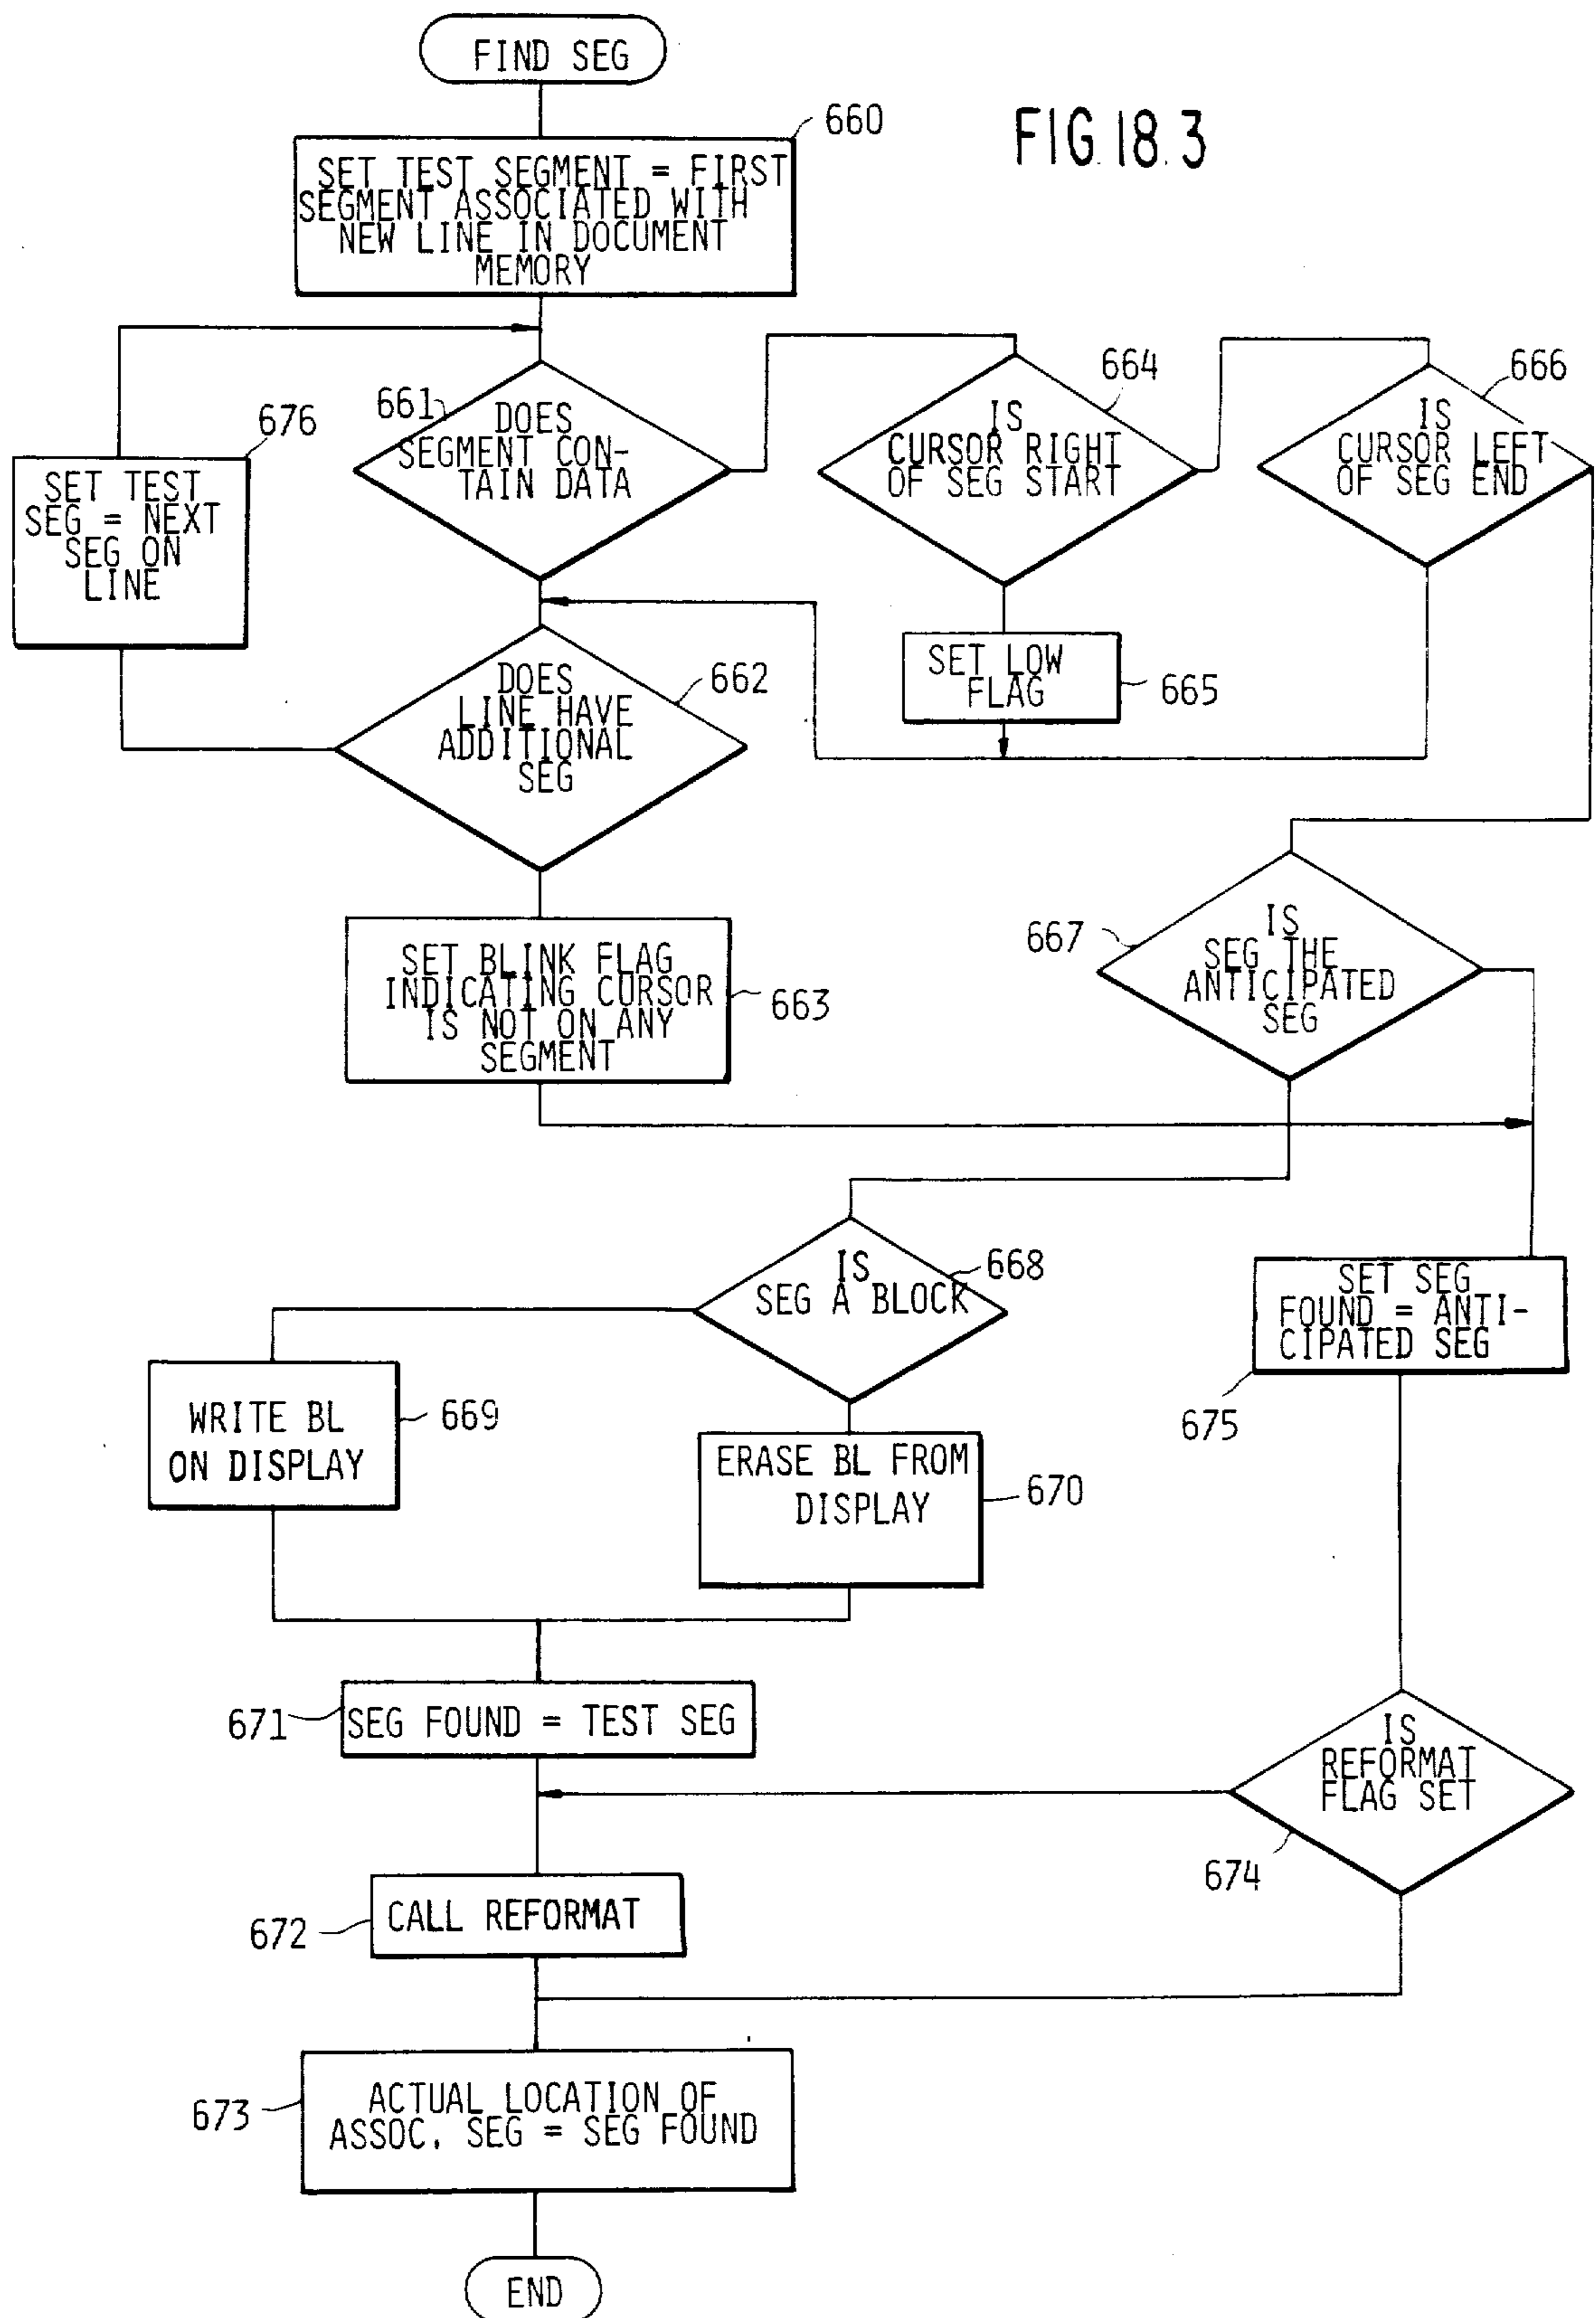 FIND SEG
FIG. 18.3
660
SET TEST SEGMENT = FIRST
SEGMENT ASSOCIATED WITH
NEW LINE IN DOCUMENT
MEMORY
676
SET TEST
SEG = NEXT
SEG ON
LINE
661
DOES
SEGMENT CON-
TAIN DATA
664
IS
CURSOR RIGHT
OF SEG START
666
IS
CURSOR LEFT
OF SEG END
SET LOW
FLAG
665
662
DOES
LINE HAVE
ADDITIONAL
SEG
SET BLINK FLAG
INDICATING CURSOR
IS NOT ON ANY
SEGMENT
663
667
IS
SEG THE
ANTICIPATED
SEG
668
IS
SEG A BLOCK
SET SEG
FOUND = ANTI-
CIPATED SEG
675
WRITE BL
ON DISPLAY
669
ERASE BL FROM
DISPLAY
670
671
SEG FOUND = TEST SEG
IS
REFORMAT
FLAG SET
674
672
CALL REFORMAT
673
ACTUAL LOCATION OF
ASSOC. SEG = SEG FOUND
END